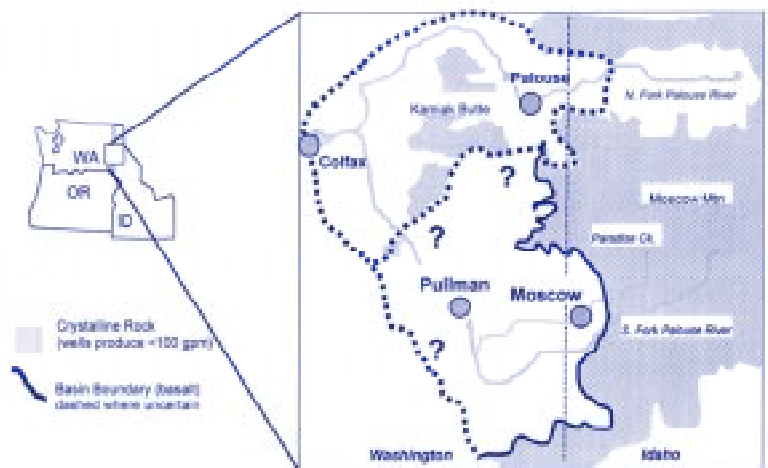 WA
OR
ID
Palouse
N. Fork Palouse River
Kamiak Butte
Colfax
?
Moscow Mtn.
Paradise Ck.
?
Pullman
Moscow
S. Fork Palouse River
?
Crystalline Rock
(wells produce <100 gpm)
Basin Boundary (basalt)
dashed where uncertain
Washington
Idaho